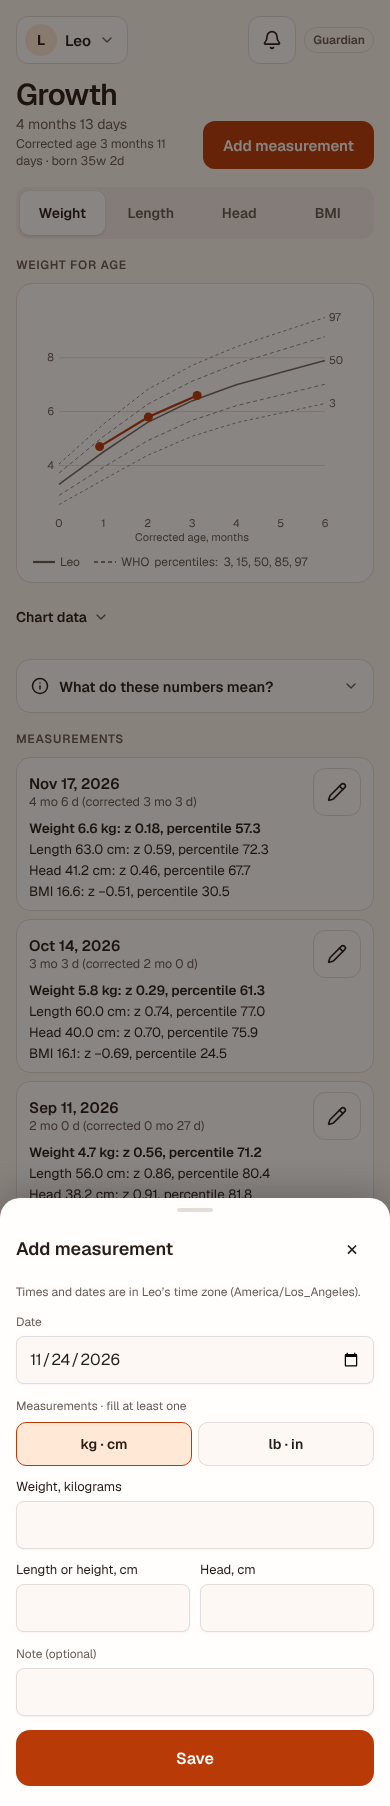 L Leo
Guardian
Growth
4 months 13 days
Corrected age 3 months 11
days · born 35w 2d
Add measurement
Weight Length Head BMI
WEIGHT FOR AGE
97
8
50
6
3
4
0 1 2 3 4 5 6
Corrected age, months
Leo WHO percentiles: 3, 15, 50, 85, 97
Chart data
What do these numbers mean?
MEASUREMENTS
Nov 17, 2026
4 mo 6 d (corrected 3 mo 3 d)
Weight 6.6 kg: z 0.18, percentile 57.3
Length 63.0 cm: z 0.59, percentile 72.3
Head 41.2 cm: z 0.46, percentile 67.7
BMI 16.6: z −0.51, percentile 30.5
Oct 14, 2026
3 mo 3 d (corrected 2 mo 0 d)
Weight 5.8 kg: z 0.29, percentile 61.3
Length 60.0 cm: z 0.74, percentile 77.0
Head 40.0 cm: z 0.70, percentile 75.9
BMI 16.1: z −0.69, percentile 24.5
Sep 11, 2026
2 mo 0 d (corrected 0 mo 27 d)
Weight 4.7 kg: z 0.56, percentile 71.2
Length 56.0 cm: z 0.86, percentile 80.4
Head 38.2 cm: z 0.91, percentile 81.8
Add measurement
Times and dates are in Leo's time zone (America/Los_Angeles).
Date
11/24/2026
Measurements · fill at least one
kg · cm lb · in
Weight, kilograms
Length or height, cm Head, cm
Note (optional)
Save